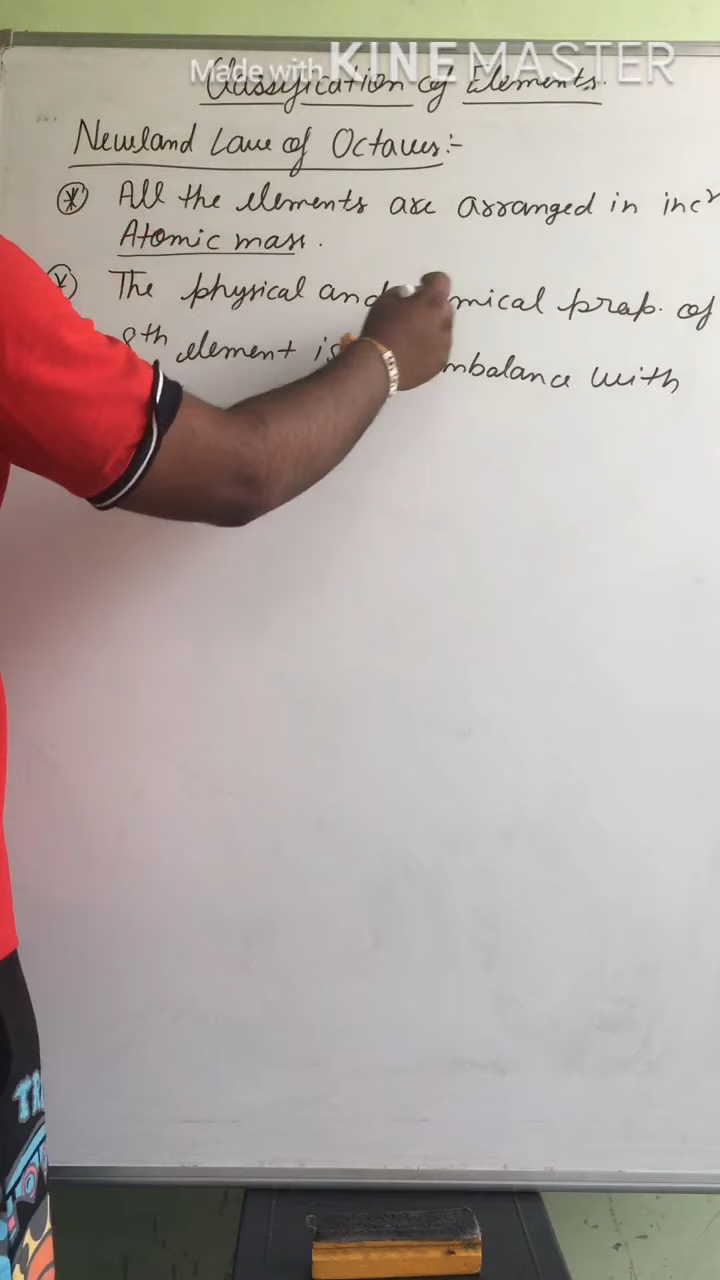 Made with KINEMASTER
Classification of Elements.
Newland Law of Octaves:-
All the elements are arranged in incr
Atomic mass.
The physical and mical prop. of
8th element is mbalance with